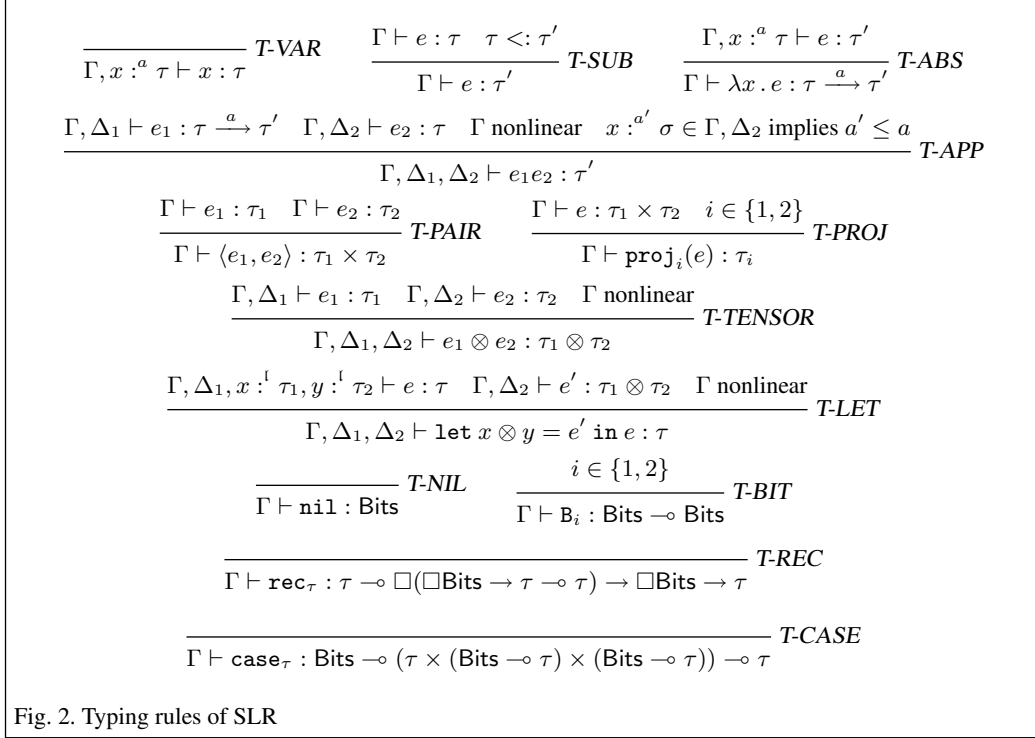 Γ, x :ᵃ τ ⊢ x : τ T-VAR    Γ ⊢ e : τ   τ <: τ′ / Γ ⊢ e : τ′ T-SUB    Γ, x :ᵃ τ ⊢ e : τ′ / Γ ⊢ λx . e : τ —a→ τ′ T-ABS
Γ, Δ₁ ⊢ e₁ : τ —a→ τ′   Γ, Δ₂ ⊢ e₂ : τ   Γ nonlinear   x :ᵃ′ σ ∈ Γ, Δ₂ implies a′ ≤ a
T-APP
Γ, Δ₁, Δ₂ ⊢ e₁e₂ : τ′
Γ ⊢ e₁ : τ₁   Γ ⊢ e₂ : τ₂ / Γ ⊢ ⟨e₁, e₂⟩ : τ₁ × τ₂ T-PAIR    Γ ⊢ e : τ₁ × τ₂   i ∈ {1, 2} / Γ ⊢ projᵢ(e) : τᵢ T-PROJ
Γ, Δ₁ ⊢ e₁ : τ₁   Γ, Δ₂ ⊢ e₂ : τ₂   Γ nonlinear
T-TENSOR
Γ, Δ₁, Δ₂ ⊢ e₁ ⊗ e₂ : τ₁ ⊗ τ₂
Γ, Δ₁, x :ˡ τ₁, y :ˡ τ₂ ⊢ e : τ   Γ, Δ₂ ⊢ e′ : τ₁ ⊗ τ₂   Γ nonlinear
T-LET
Γ, Δ₁, Δ₂ ⊢ let x ⊗ y = e′ in e : τ
Γ ⊢ nil : Bits T-NIL    i ∈ {1, 2} / Γ ⊢ Bᵢ : Bits ⊸ Bits T-BIT
T-REC
Γ ⊢ rec_τ : τ ⊸ □(□Bits → τ ⊸ τ) → □Bits → τ
T-CASE
Γ ⊢ case_τ : Bits ⊸ (τ × (Bits ⊸ τ) × (Bits ⊸ τ)) ⊸ τ
Fig. 2. Typing rules of SLR